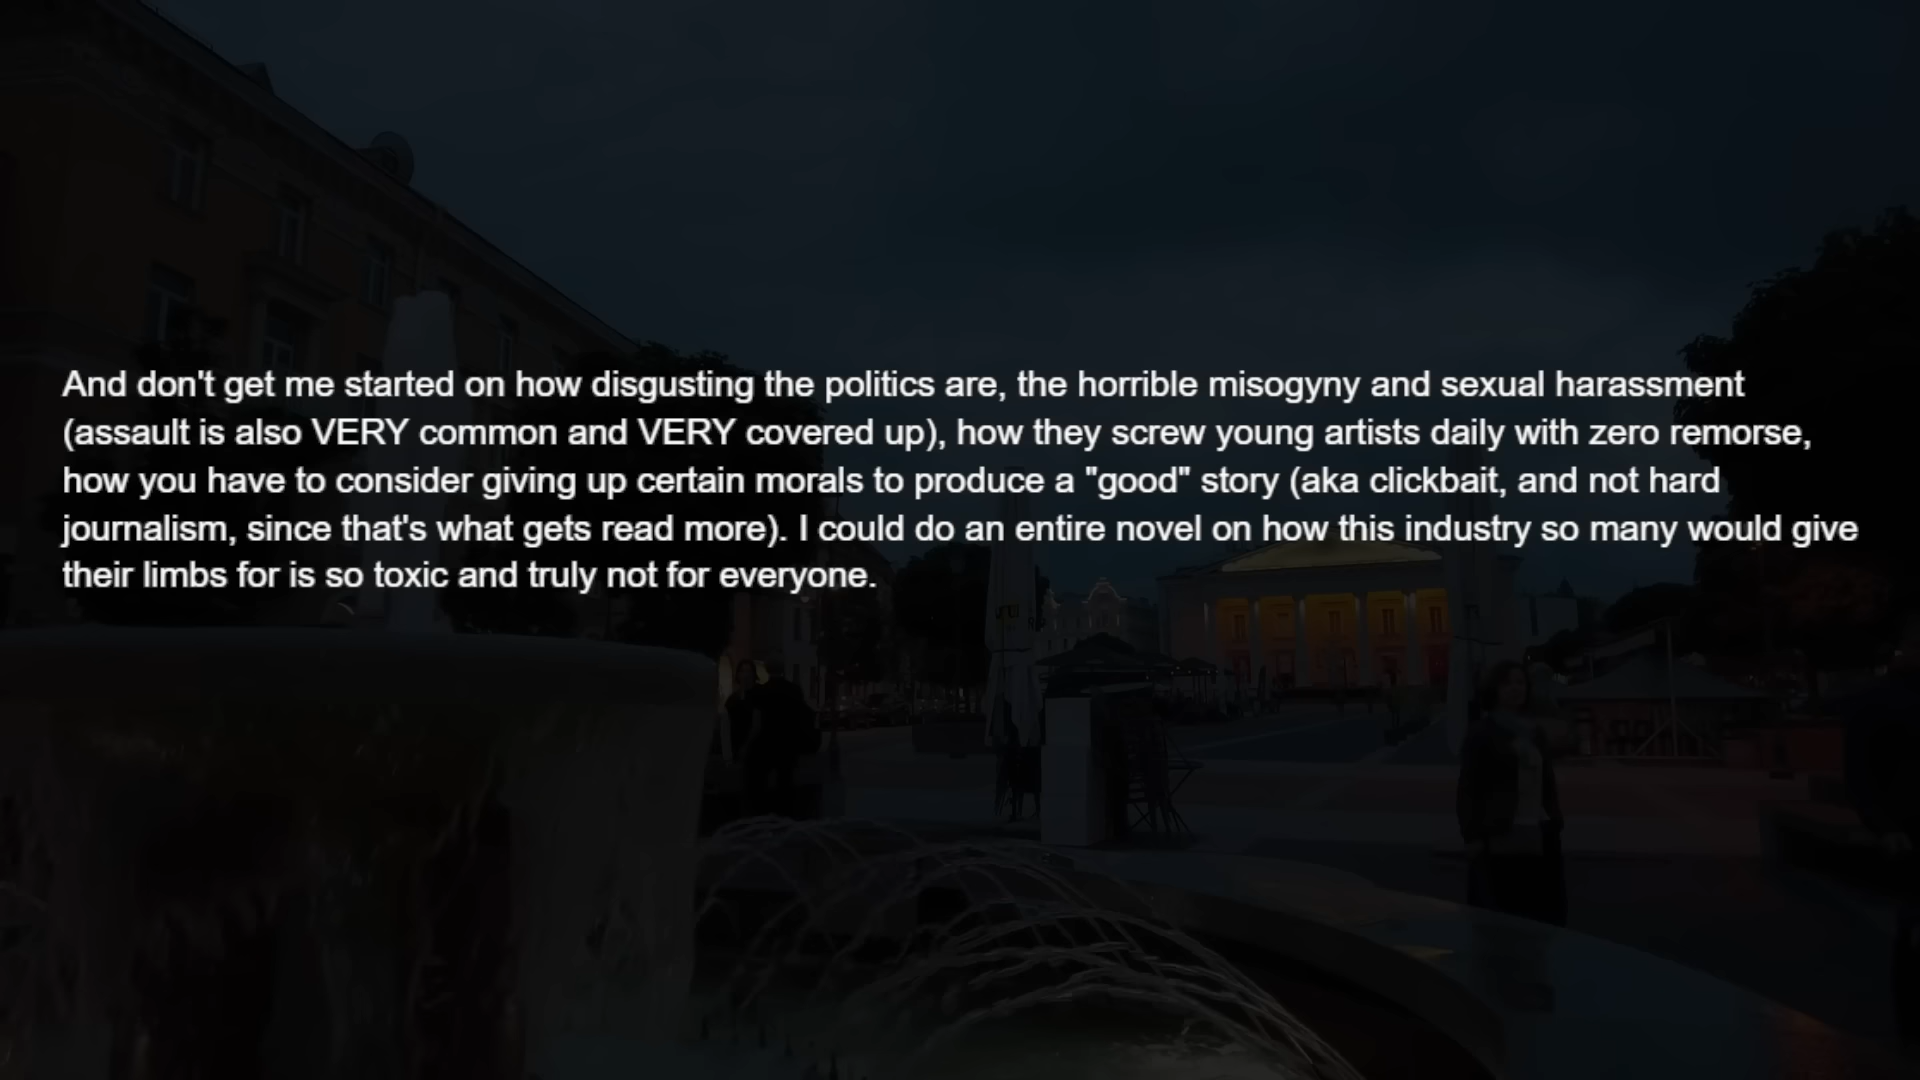 And don't get me started on how disgusting the politics are, the horrible misogyny and sexual harassment
(assault is also VERY common and VERY covered up), how they screw young artists daily with zero remorse,
how you have to consider giving up certain morals to produce a "good" story (aka clickbait, and not hard
journalism, since that's what gets read more). I could do an entire novel on how this industry so many would give
their limbs for is so toxic and truly not for everyone.